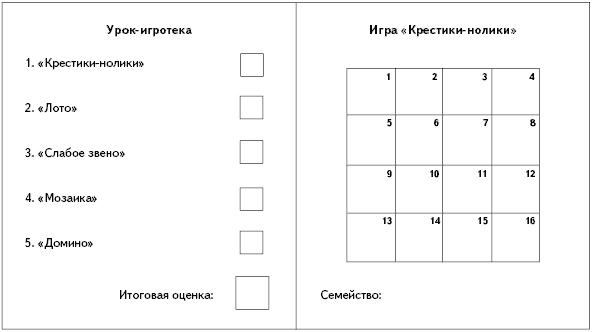 Урок-игротека
1. «Крестики-нолики»
2. «Лото»
3. «Слабое звено»
4. «Мозаика»
5. «Домино»
Итоговая оценка:
Игра «Крестики-нолики»
1 2 3 4
5 6 7 8
9 10 11 12
13 14 15 16
Семейство: